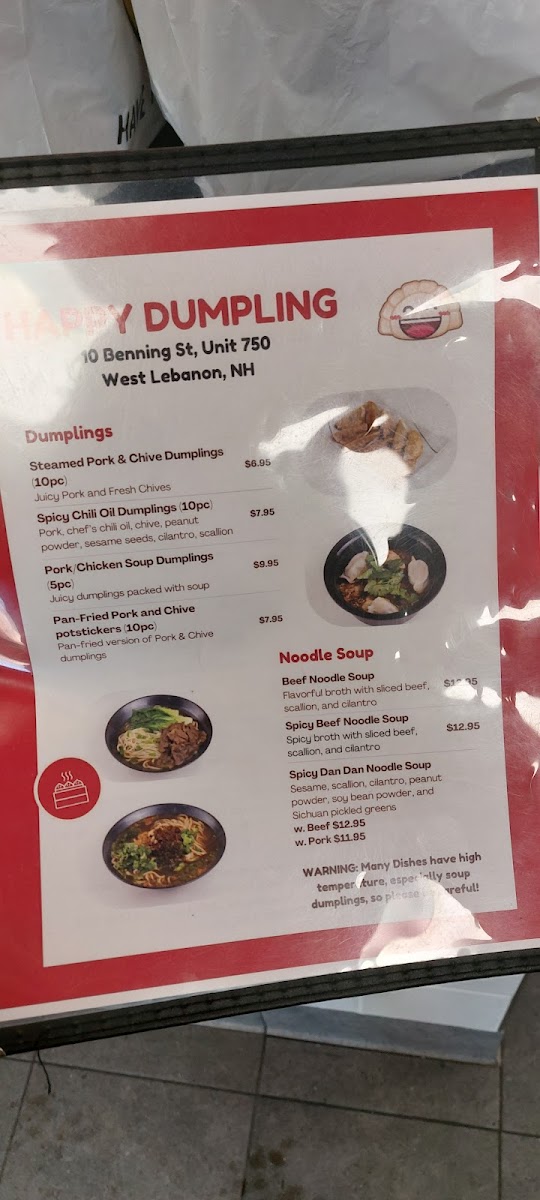 HAVE
HAPPY DUMPLING
10 Benning St, Unit 750
West Lebanon, NH
Dumplings
Steamed Pork & Chive Dumplings
(10pc)
$6.95
Juicy Pork and Fresh Chives
Spicy Chili Oil Dumplings (10pc)
$7.95
Pork, chef's chili oil, chive, peanut
powder, sesame seeds, cilantro, scallion
Pork/Chicken Soup Dumplings
(5pc)
$9.95
Juicy dumplings packed with soup
Pan-Fried Pork and Chive
potstickers (10pc)
$7.95
Pan-fried version of Pork & Chive
dumplings
Noodle Soup
Beef Noodle Soup
Flavorful broth with sliced beef,
scallion, and cilantro
Spicy Beef Noodle Soup
$12.95
Spicy broth with sliced beef,
scallion, and cilantro
Spicy Dan Dan Noodle Soup
Sesame, scallion, cilantro, peanut
powder, soy bean powder, and
Sichuan pickled greens
w. Beef $12.95
w. Pork $11.95
WARNING: Many Dishes have high
temperature, especially soup
dumplings, so please careful!